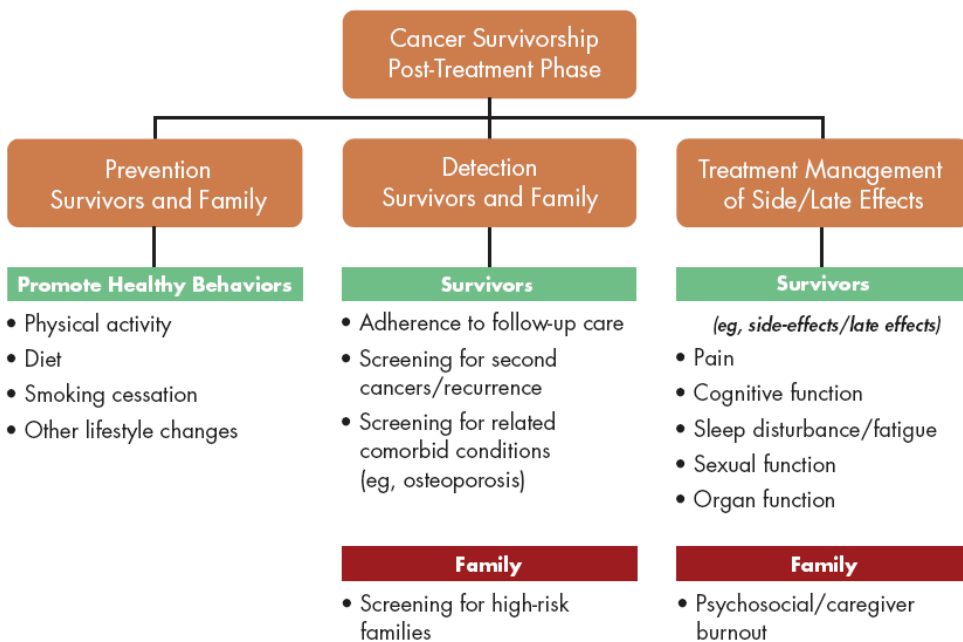 Cancer Survivorship
Post-Treatment Phase
Prevention
Survivors and Family
Detection
Survivors and Family
Treatment Management
of Side/Late Effects
Promote Healthy Behaviors
• Physical activity
• Diet
• Smoking cessation
• Other lifestyle changes
Survivors
• Adherence to follow-up care
• Screening for second
cancers/recurrence
• Screening for related
comorbid conditions
(eg, osteoporosis)
Family
• Screening for high-risk
families
Survivors
(eg, side-effects/late effects)
• Pain
• Cognitive function
• Sleep disturbance/fatigue
• Sexual function
• Organ function
Family
• Psychosocial/caregiver
burnout